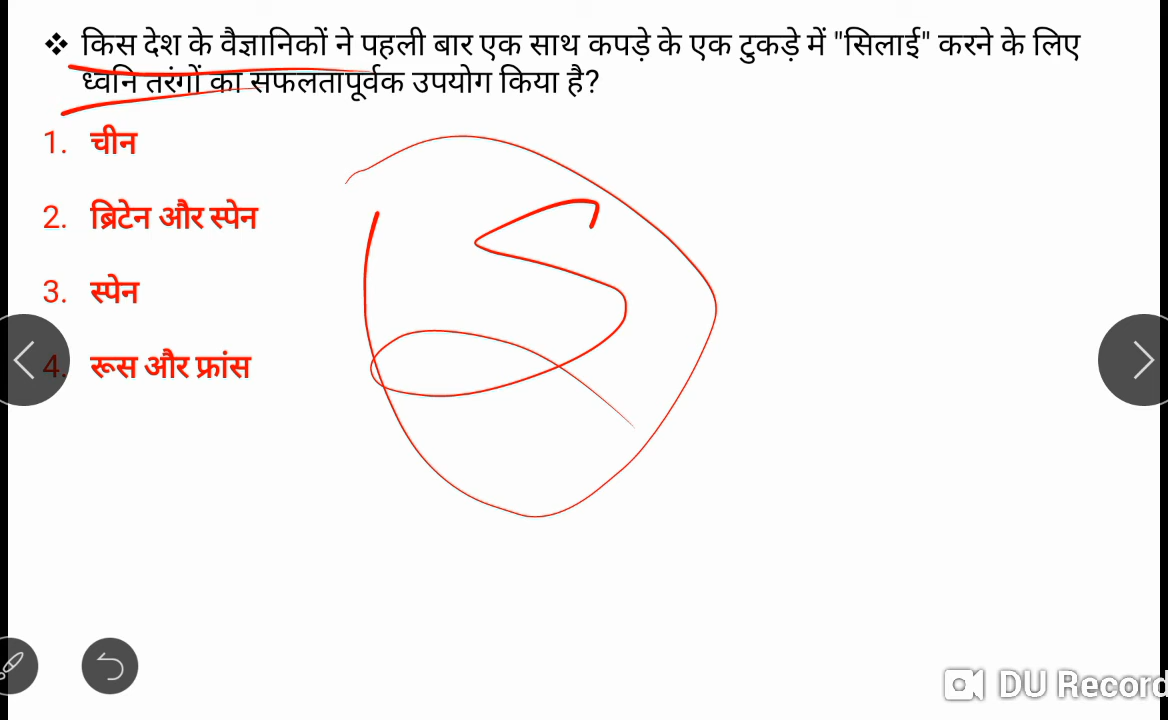 ❖ किस देश के वैज्ञानिकों ने पहली बार एक साथ कपड़े के एक टुकड़े में "सिलाई" करने के लिए
ध्वनि तरंगों का सफलतापूर्वक उपयोग किया है?
1. चीन
2. ब्रिटेन और स्पेन
3. स्पेन
4. रूस और फ्रांस
DU Record